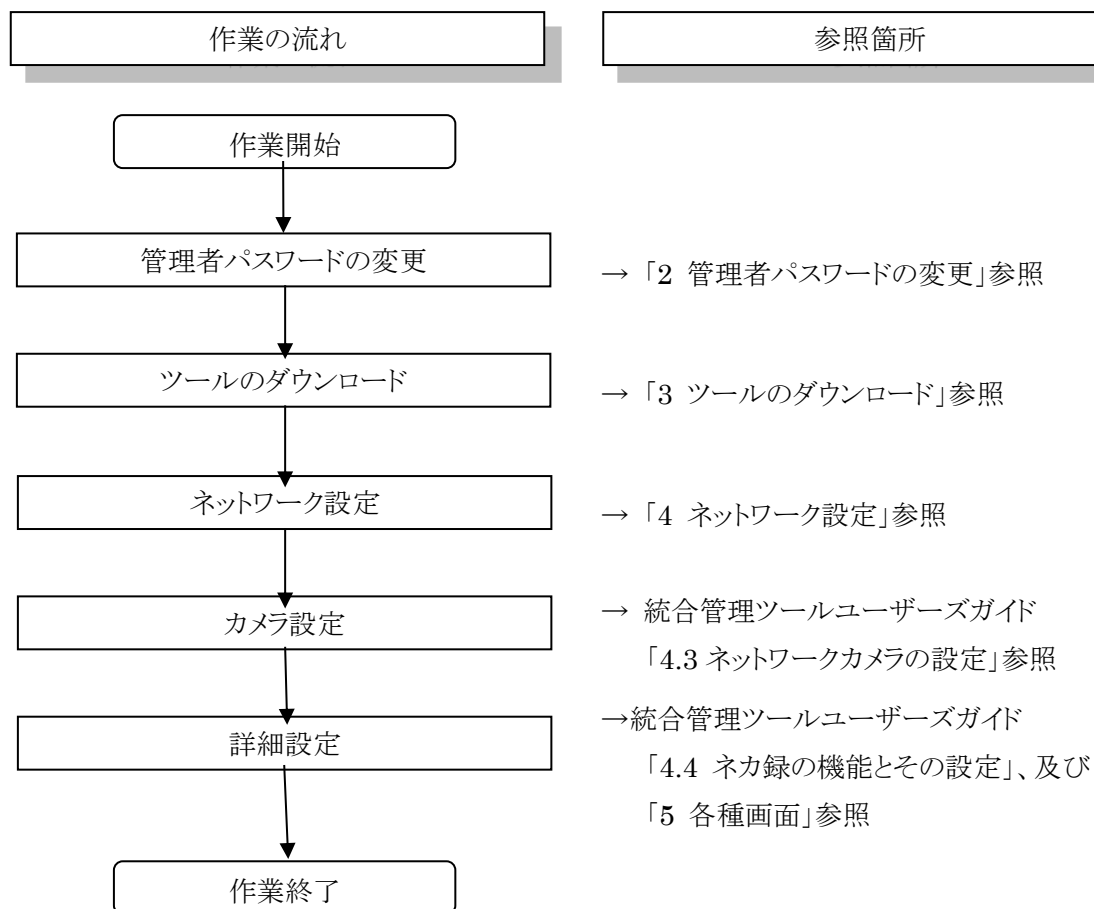 作業の流れ
参照箇所
作業開始
管理者パスワードの変更
→ 「2 管理者パスワードの変更」参照
ツールのダウンロード
→ 「3 ツールのダウンロード」参照
ネットワーク設定
→ 「4 ネットワーク設定」参照
カメラ設定
→ 統合管理ツールユーザーズガイド
「4.3 ネットワークカメラの設定」参照
詳細設定
→統合管理ツールユーザーズガイド
「4.4 ネカ録の機能とその設定」、及び
「5 各種画面」参照
作業終了